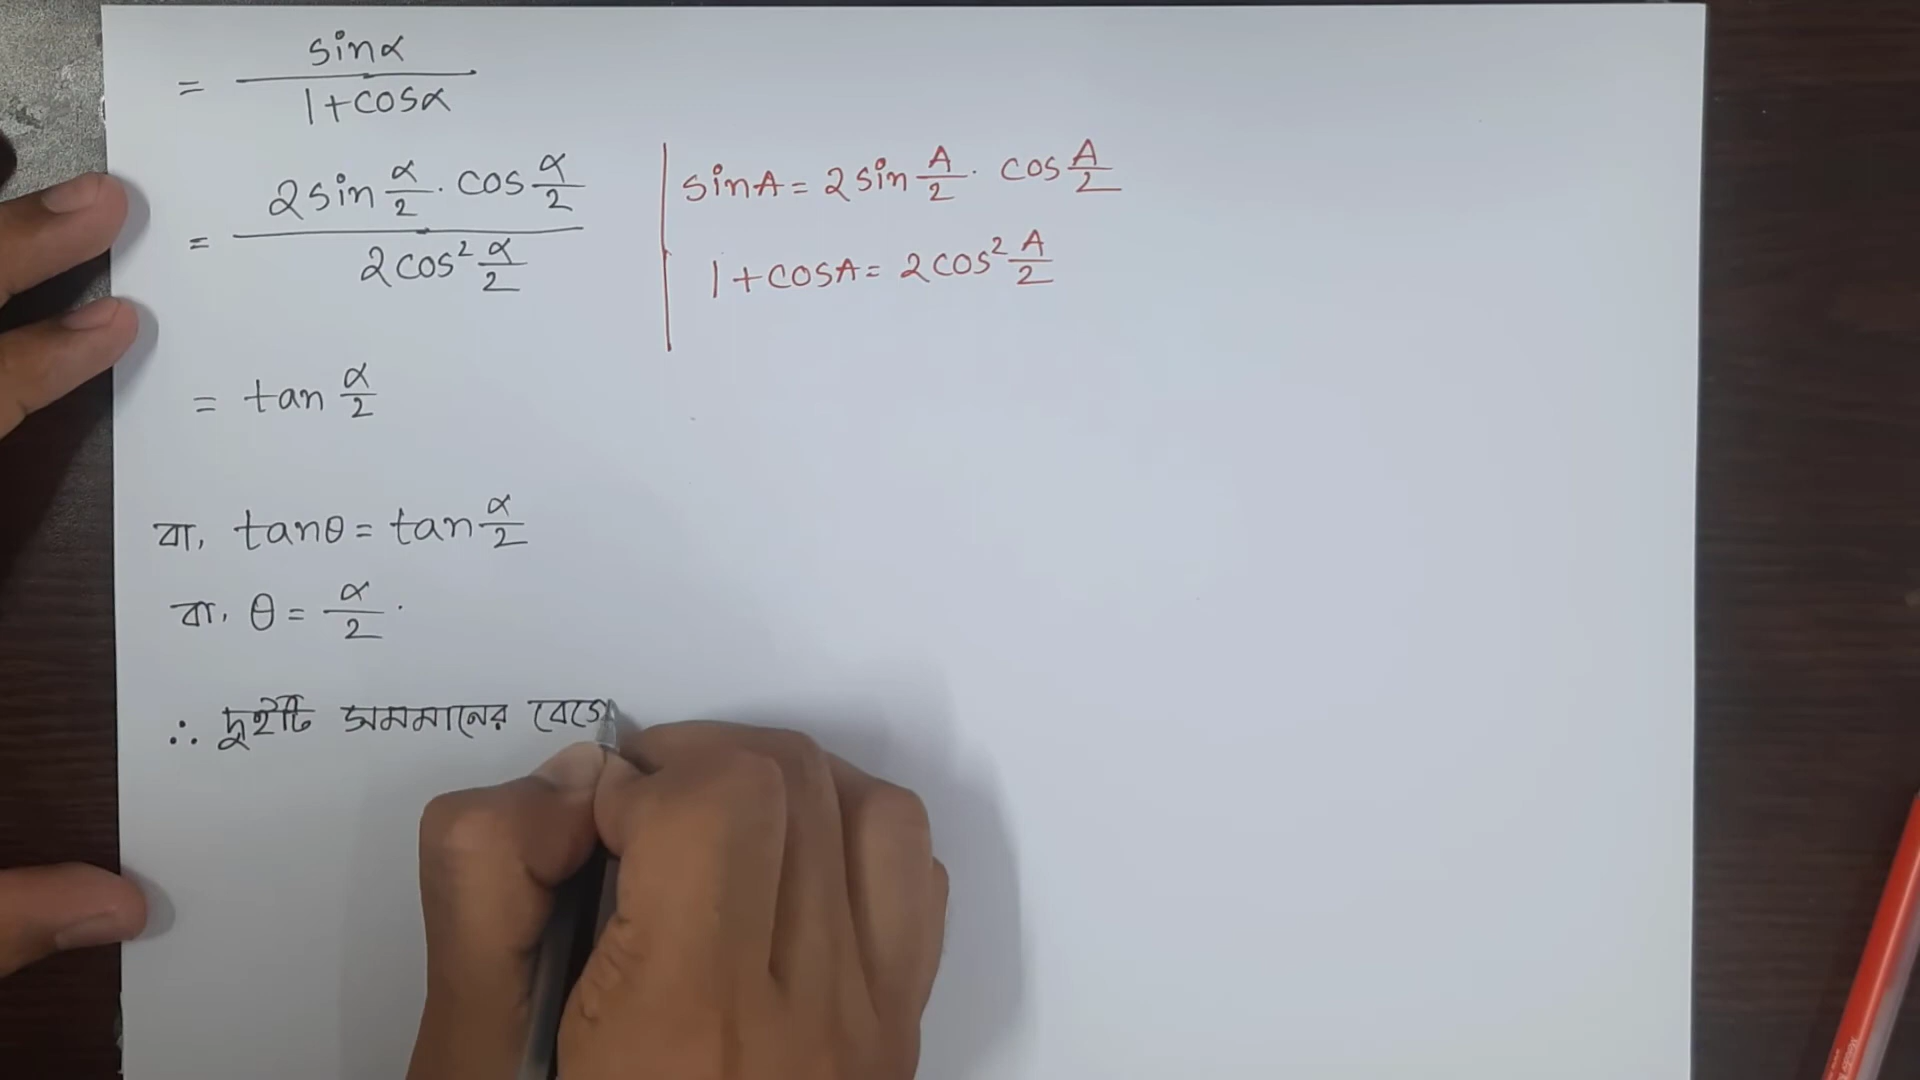 = sinα / 1+cosα
= 2sin α/2 · cos α/2 / 2cos² α/2
sinA = 2sin A/2 · cos A/2
1+cosA = 2cos² A/2
= tan α/2
বা, tanθ = tan α/2
বা, θ = α/2 ·
∴ দুইটি সমমানের